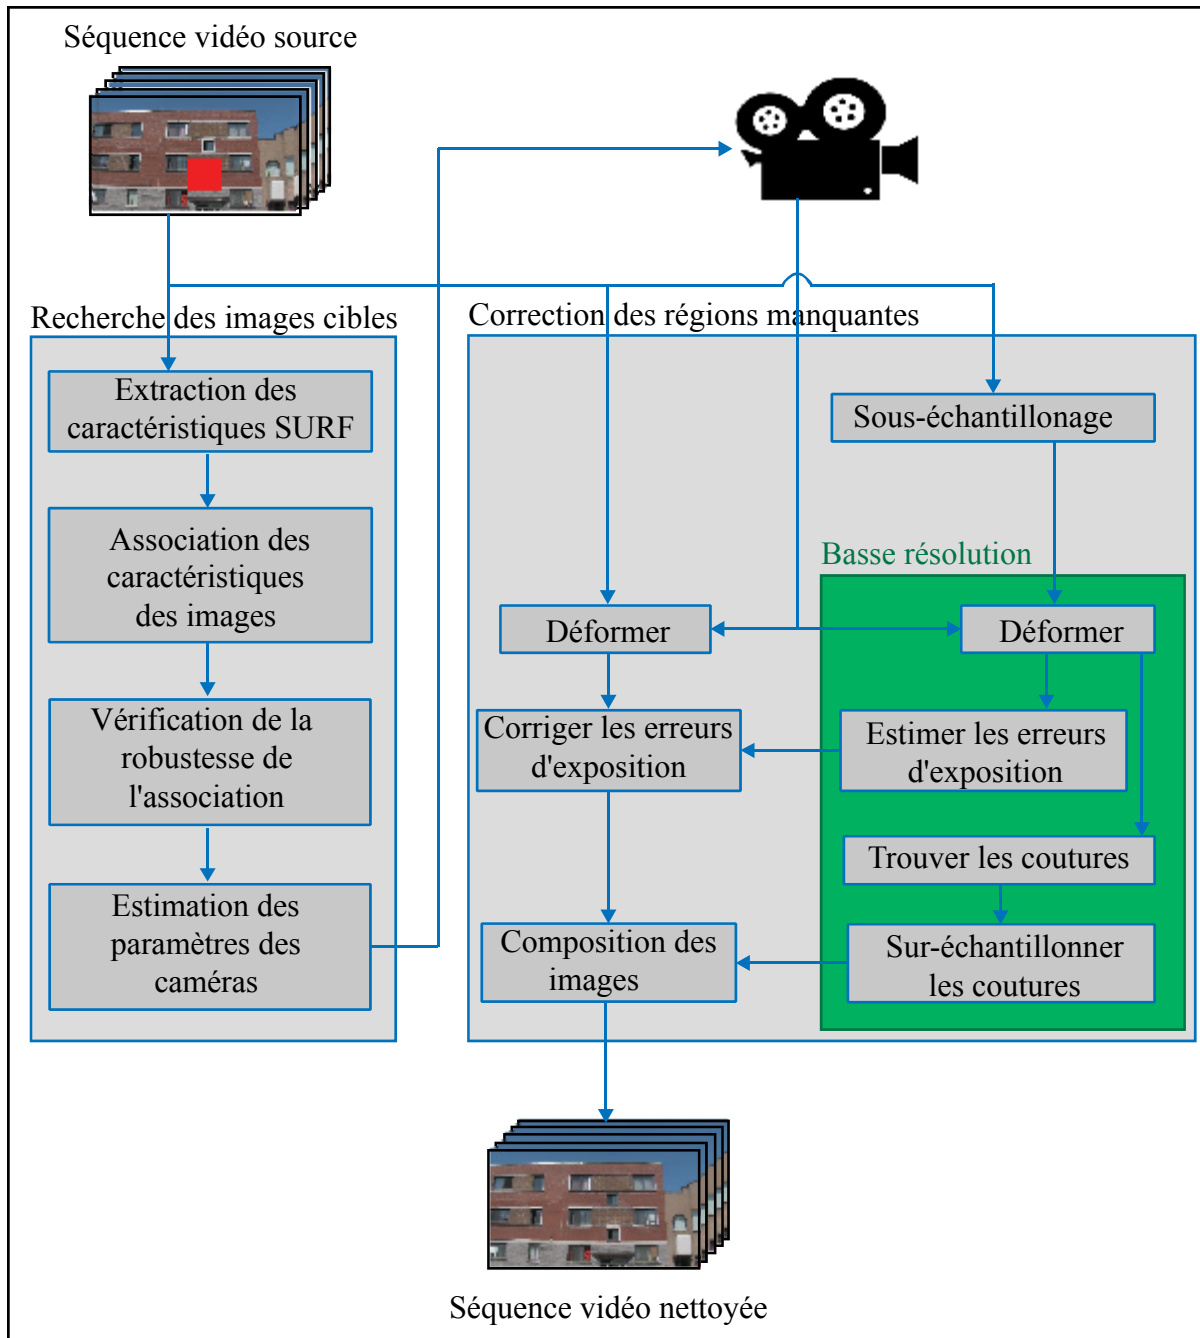 Séquence vidéo source
Recherche des images cibles
Extraction des
caractéristiques SURF
Association des
caractéristiques
des images
Vérification de la
robustesse de
l'association
Estimation des
paramètres des
caméras
Correction des régions manquantes
Sous-échantillonage
Basse résolution
Déformer
Déformer
Corriger les erreurs
d'exposition
Estimer les erreurs
d'exposition
Trouver les coutures
Composition des
images
Sur-échantillonner
les coutures
Séquence vidéo nettoyée